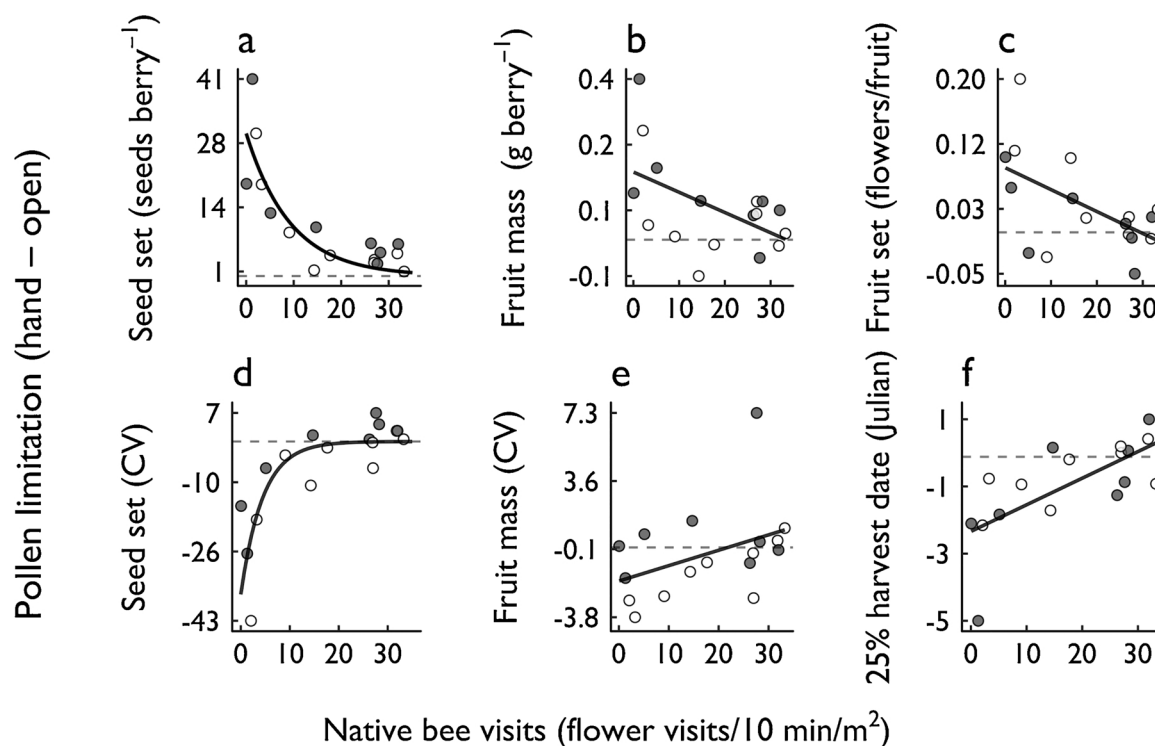 Pollen limitation (hand – open)
a
Seed set (seeds berry⁻¹)
41
28
14
1
0 10 20 30
b
Fruit mass (g berry⁻¹)
0.4
0.2
0.1
-0.1
0 10 20 30
c
Fruit set (flowers/fruit)
0.20
0.12
0.03
-0.05
0 10 20 30
d
Seed set (CV)
7
-10
-26
-43
0 10 20 30
e
Fruit mass (CV)
7.3
3.6
-0.1
-3.8
0 10 20 30
f
25% harvest date (Julian)
1
-1
-3
-5
0 10 20 30
Native bee visits (flower visits/10 min/m²)